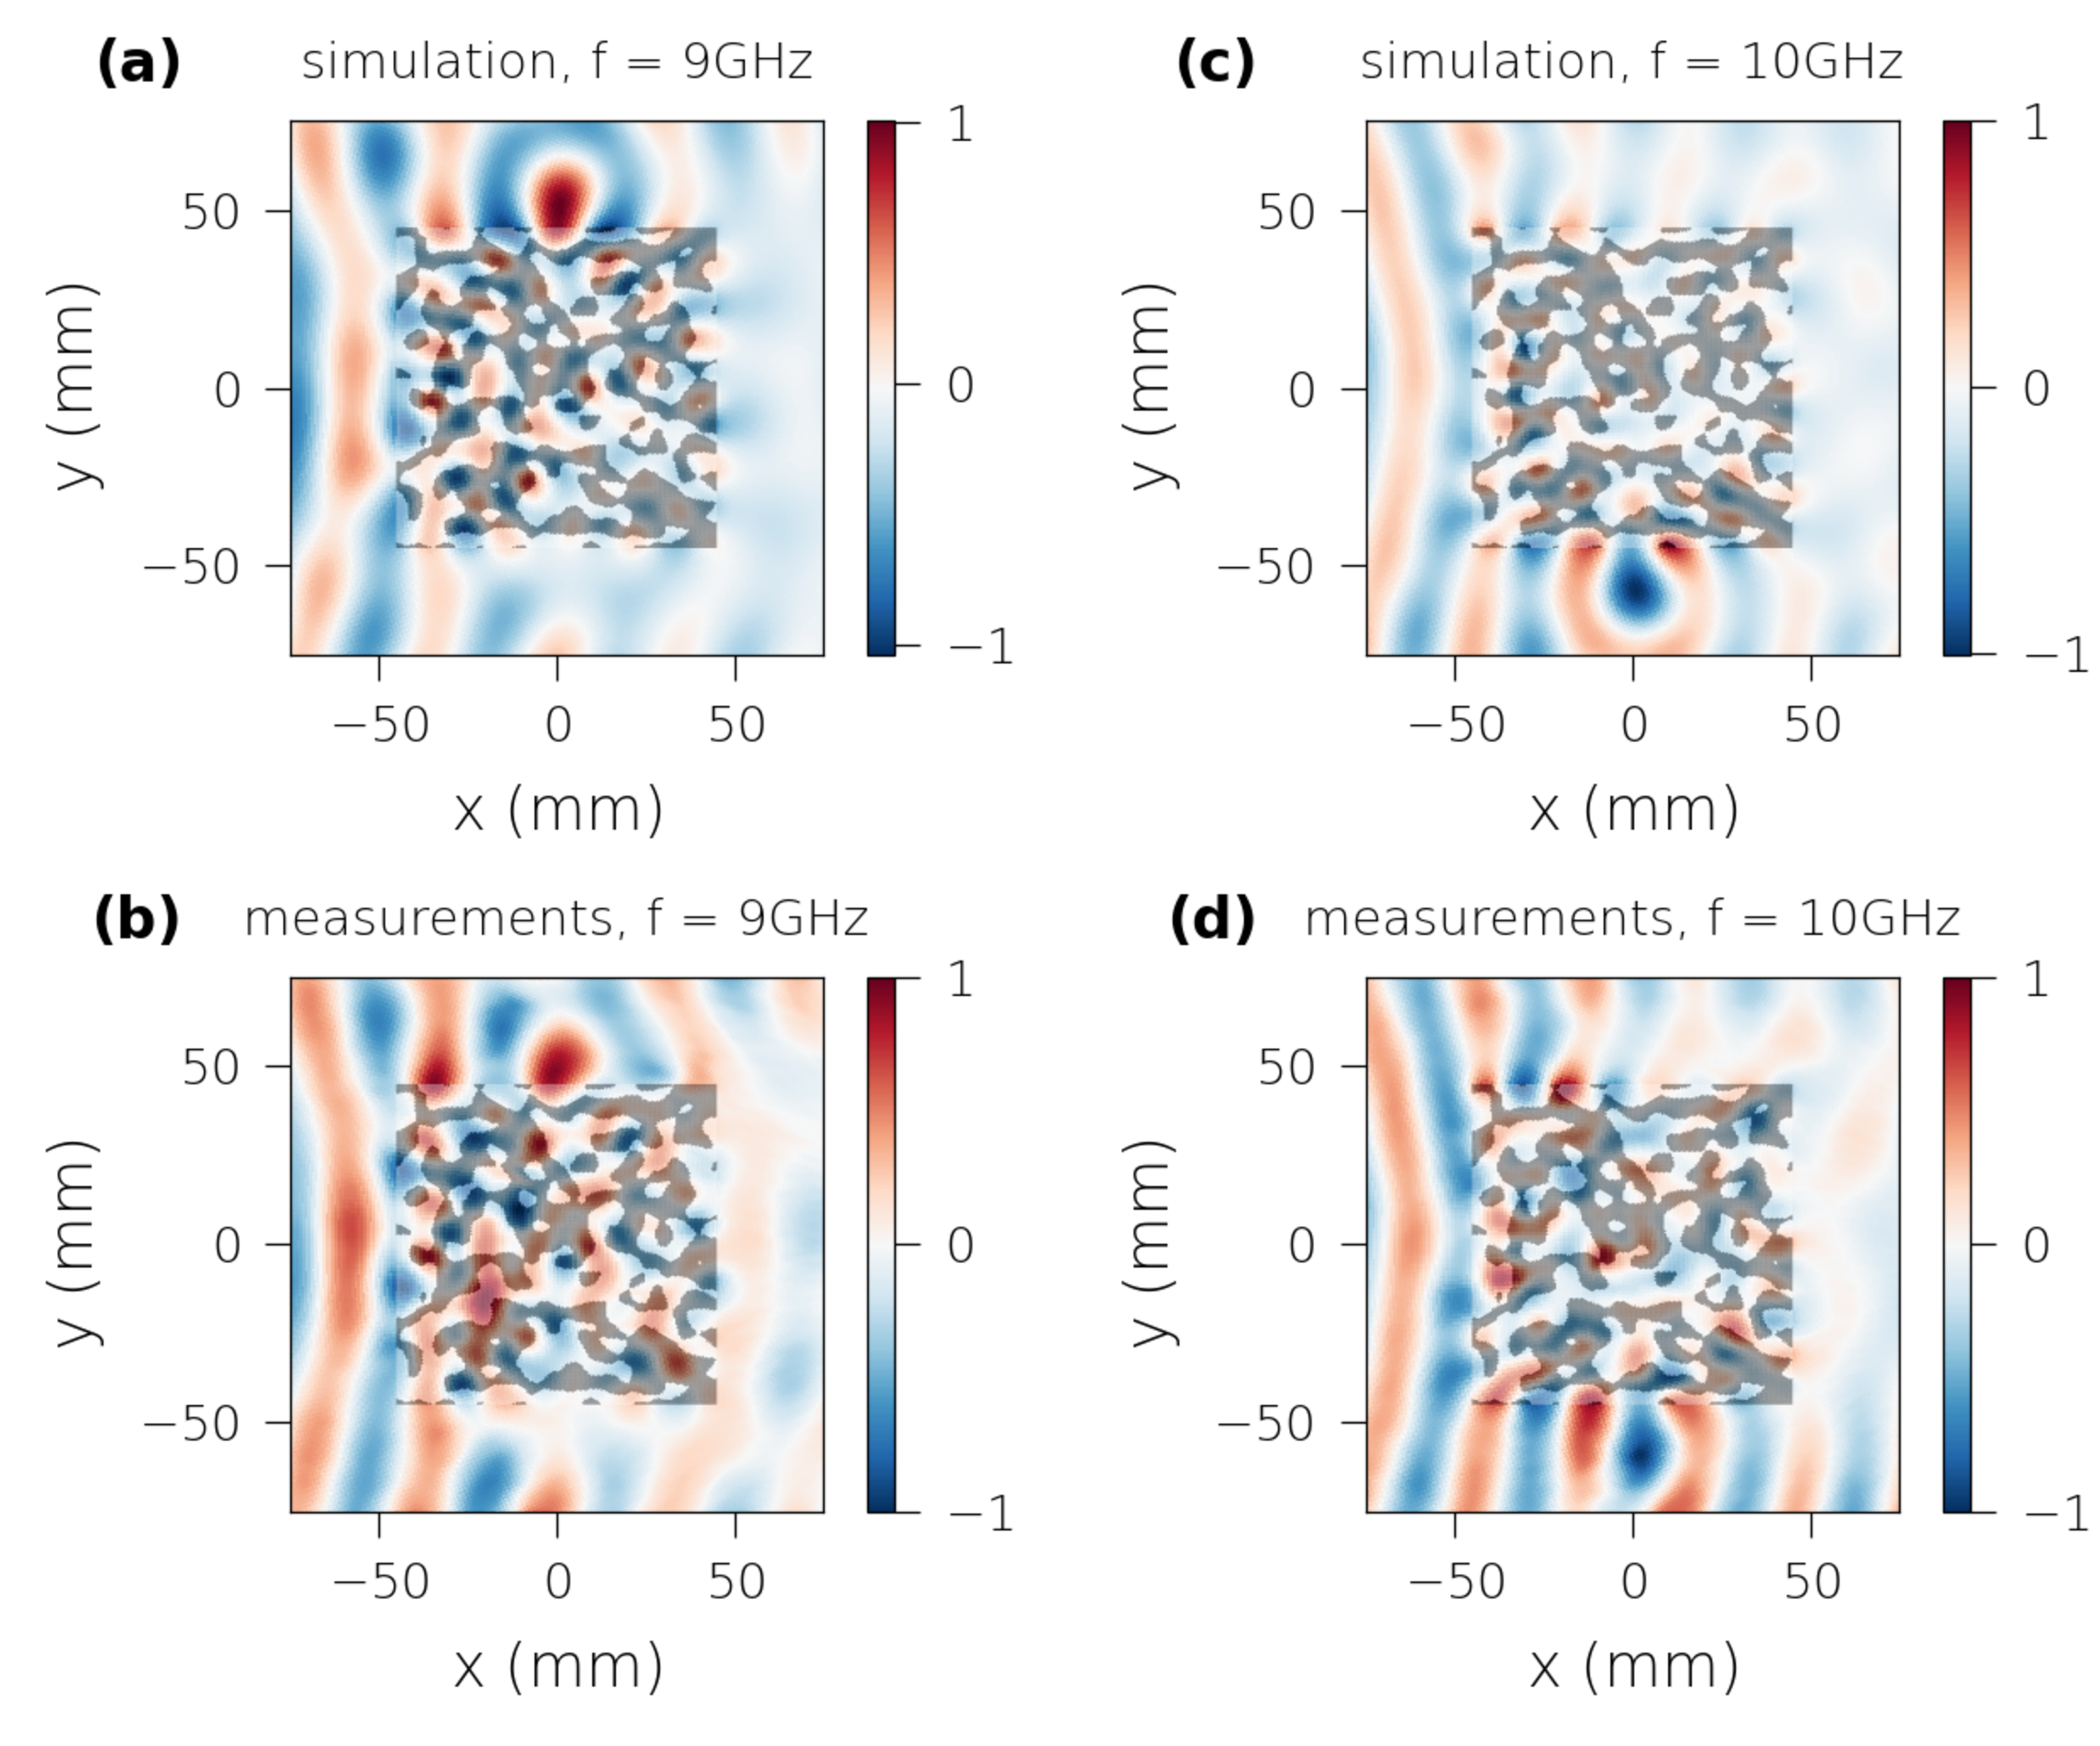 (a) simulation, f = 9GHz
1
50
0
0
−50
−1
y (mm)
−50 0 50
x (mm)
(c) simulation, f = 10GHz
1
50
0
0
−50
−1
y (mm)
−50 0 50
x (mm)
(b) measurements, f = 9GHz
1
50
0
0
−50
−1
y (mm)
−50 0 50
x (mm)
(d) measurements, f = 10GHz
1
50
0
0
−50
−1
y (mm)
−50 0 50
x (mm)